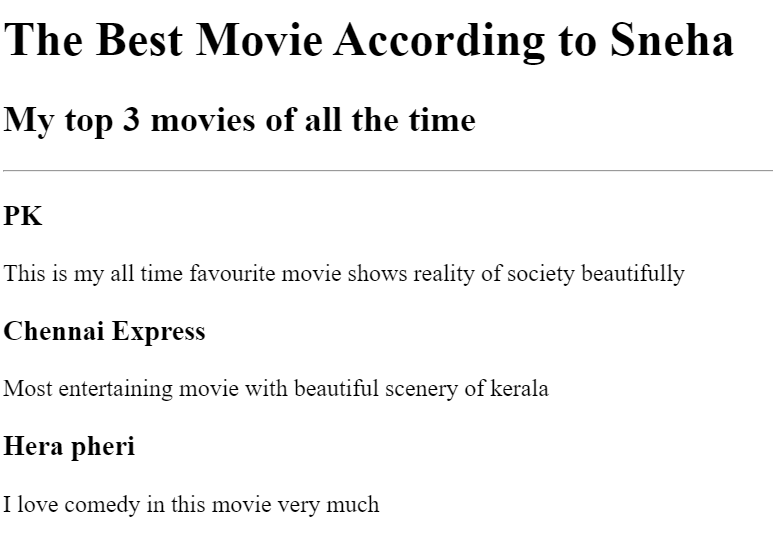 The Best Movie According to Sneha
My top 3 movies of all the time
PK
This is my all time favourite movie shows reality of society beautifully
Chennai Express
Most entertaining movie with beautiful scenery of kerala
Hera pheri
I love comedy in this movie very much